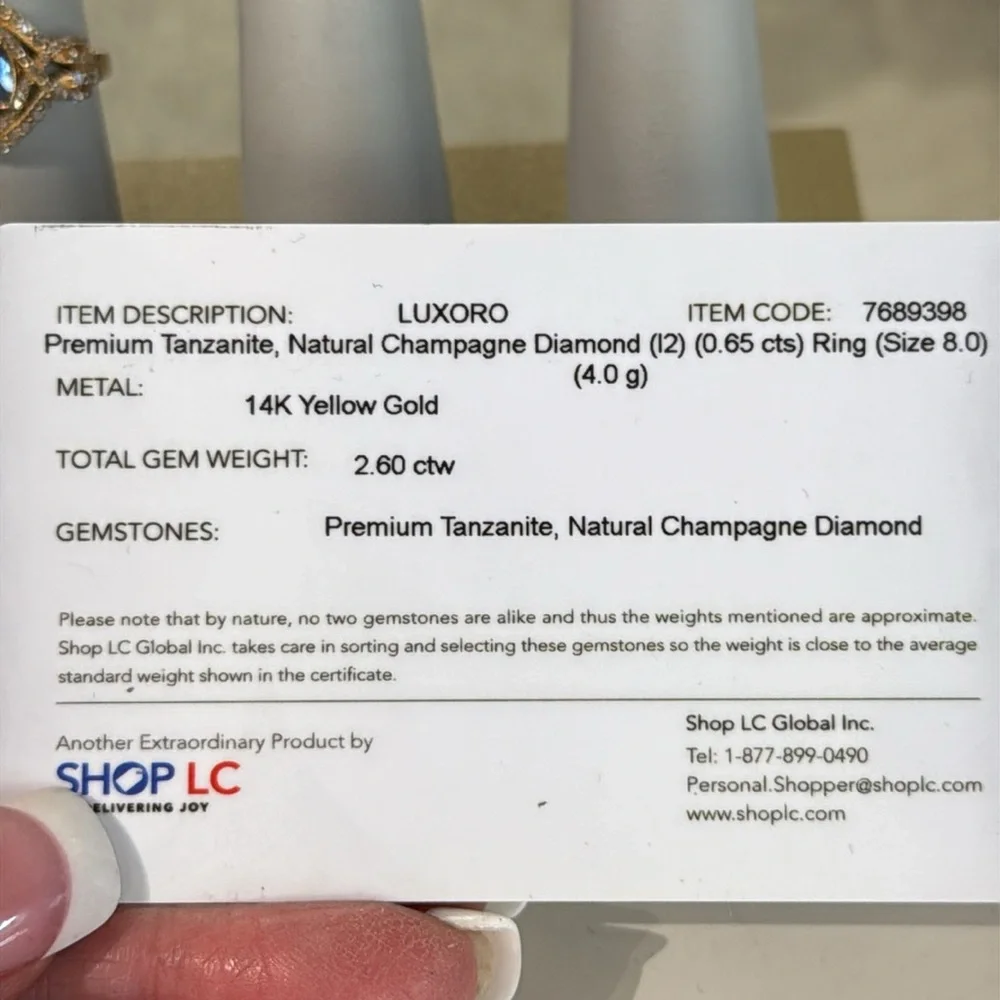 ITEM DESCRIPTION: LUXORO ITEM CODE: 7689398
Premium Tanzanite, Natural Champagne Diamond (I2) (0.65 cts) Ring (Size 8.0)
(4.0 g)
METAL:
14K Yellow Gold
TOTAL GEM WEIGHT: 2.60 ctw
GEMSTONES: Premium Tanzanite, Natural Champagne Diamond
Please note that by nature, no two gemstones are alike and thus the weights mentioned are approximate.
Shop LC Global Inc. takes care in sorting and selecting these gemstones so the weight is close to the average
standard weight shown in the certificate.
Another Extraordinary Product by
SHOP LC
ELIVERING JOY
Shop LC Global Inc.
Tel: 1-877-899-0490
Personal.Shopper@shoplc.com
www.shoplc.com